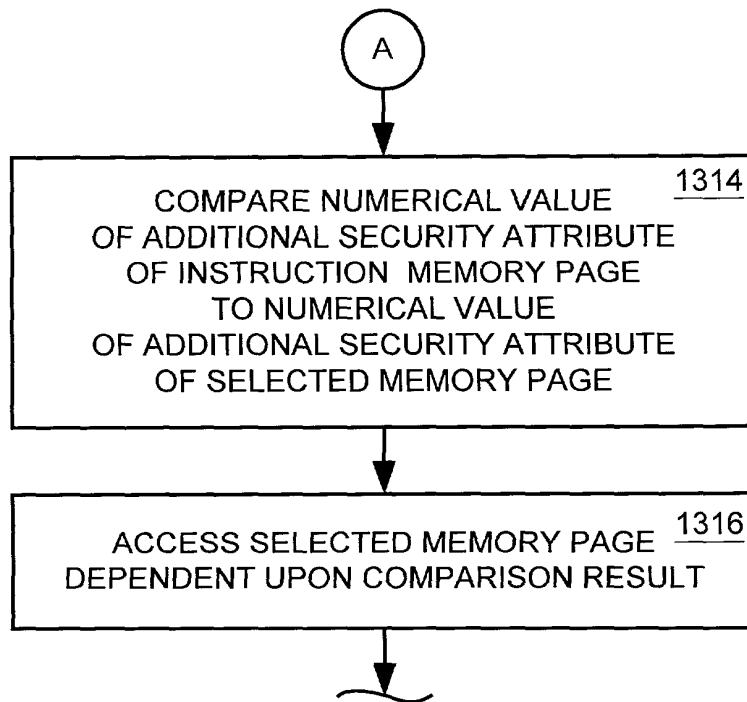 A
1314
COMPARE NUMERICAL VALUE
OF ADDITIONAL SECURITY ATTRIBUTE
OF INSTRUCTION MEMORY PAGE
TO NUMERICAL VALUE
OF ADDITIONAL SECURITY ATTRIBUTE
OF SELECTED MEMORY PAGE
1316
ACCESS SELECTED MEMORY PAGE
DEPENDENT UPON COMPARISON RESULT